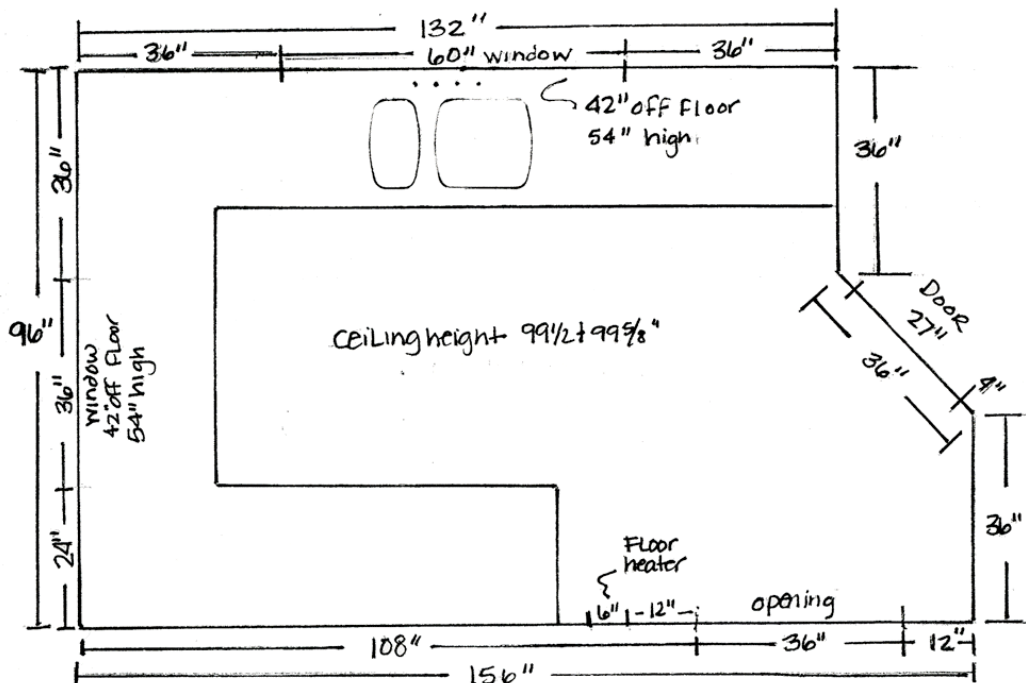 132"
36"
60" window
36"
42" off Floor
54" high
36"
36"
96"
36"
24"
window
42" off Floor
54" high
Ceiling height 99 1/2 + 99 5/8"
DOOR
27"
36"
4"
36"
Floor
heater
6"
12"
opening
108"
36"
12"
156"